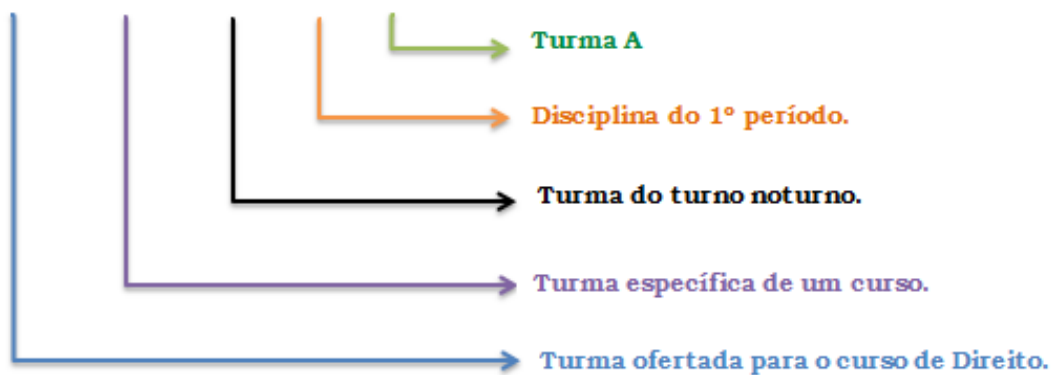 Turma A
Disciplina do 1º período.
Turma do turno noturno.
Turma específica de um curso.
Turma ofertada para o curso de Direito.